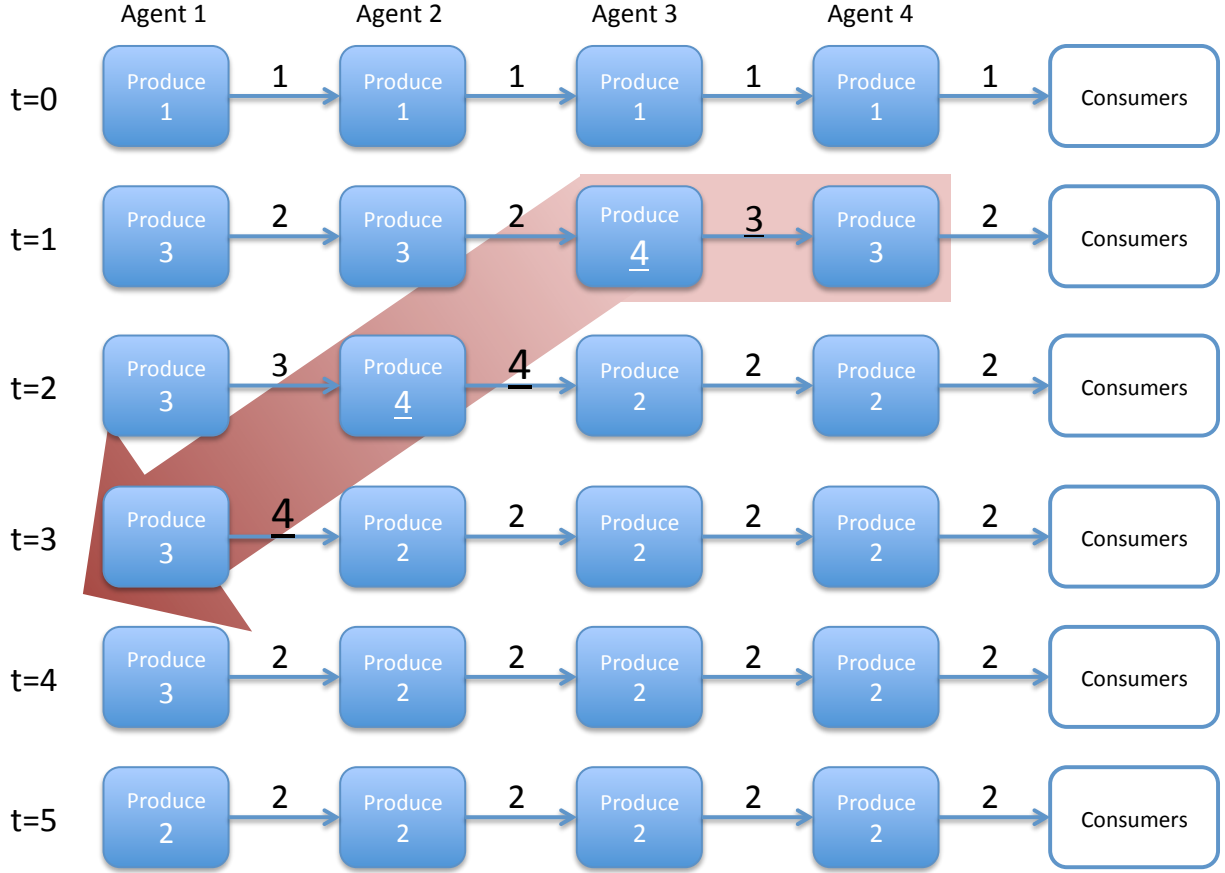 Agent 1 Agent 2 Agent 3 Agent 4
t=0
Produce 1
1
Produce 1
1
Produce 1
1
Produce 1
1
Consumers
t=1
Produce 3
2
Produce 3
2
Produce 4
3
Produce 3
2
Consumers
t=2
Produce 3
3
Produce 4
4
Produce 2
2
Produce 2
2
Consumers
t=3
Produce 3
4
Produce 2
2
Produce 2
2
Produce 2
2
Consumers
t=4
Produce 3
2
Produce 2
2
Produce 2
2
Produce 2
2
Consumers
t=5
Produce 2
2
Produce 2
2
Produce 2
2
Produce 2
2
Consumers